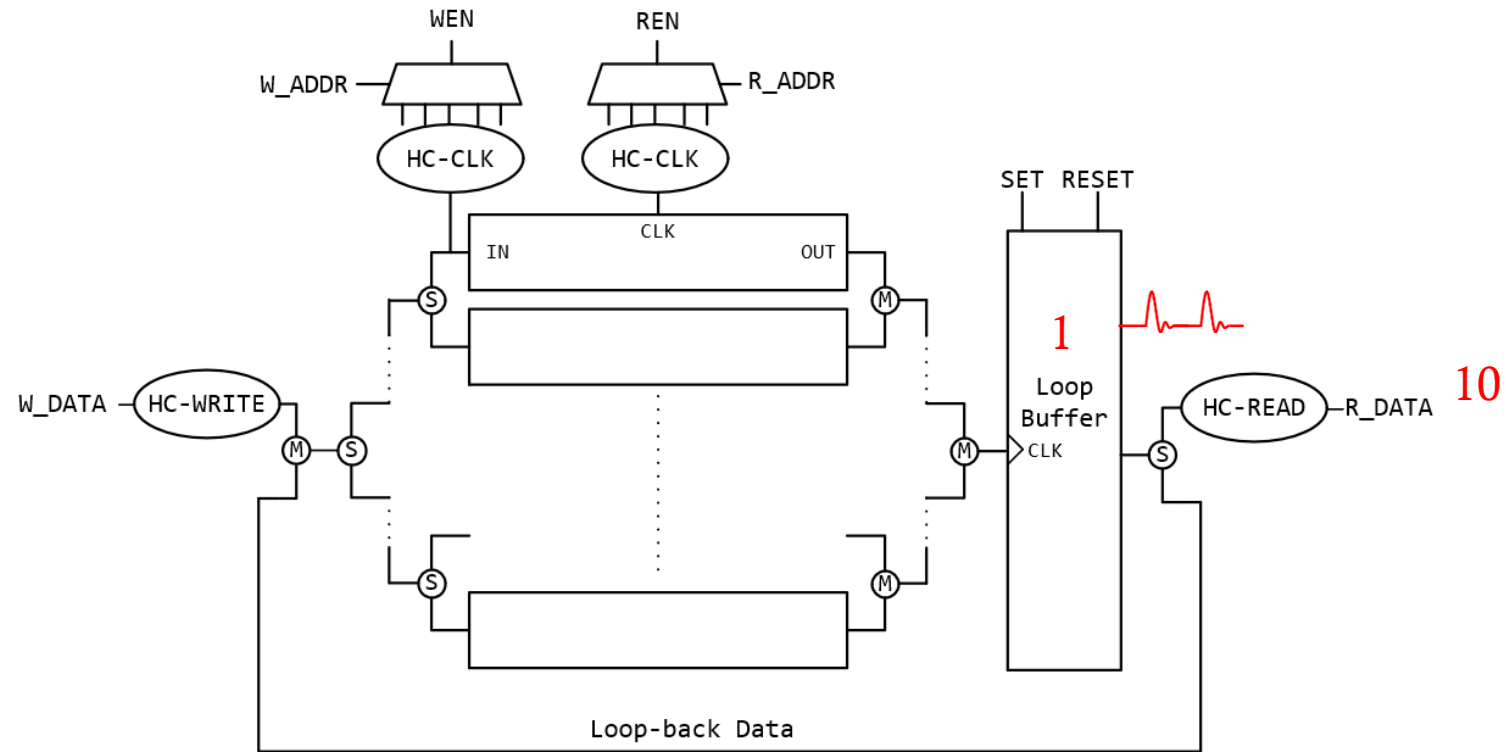 WEN REN
W_ADDR R_ADDR
HC-CLK HC-CLK
SET RESET
CLK
IN OUT
S M
1
Loop
Buffer
10
W_DATA HC-WRITE HC-READ R_DATA
M S M CLK S
S M
Loop-back Data